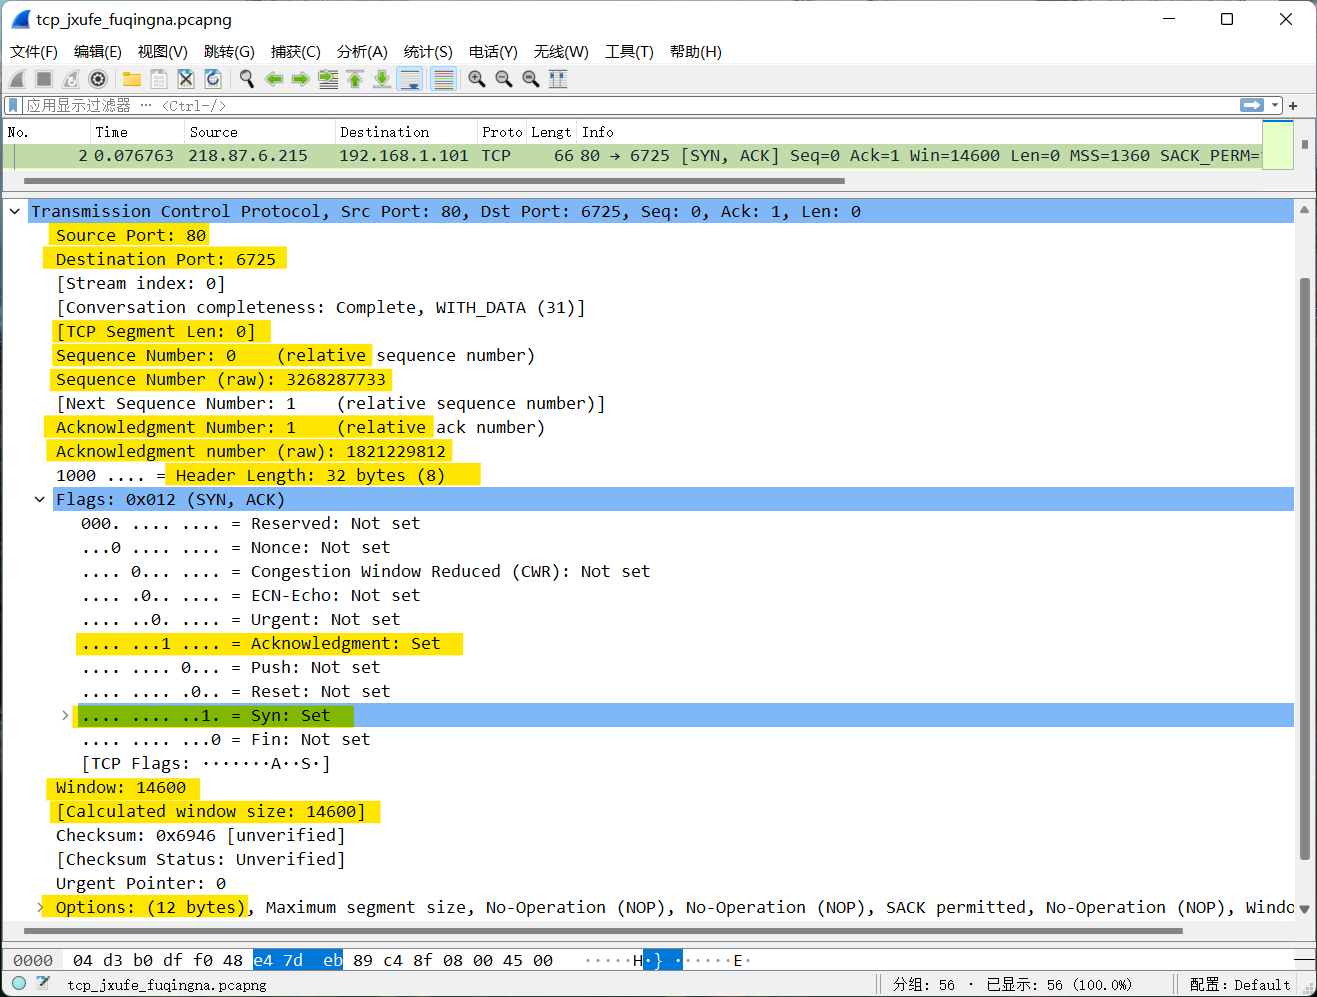 tcp_jxufe_fuqingna.pcapng
文件(F) 编辑(E) 视图(V) 跳转(G) 捕获(C) 分析(A) 统计(S) 电话(Y) 无线(W) 工具(T) 帮助(H)
应用显示过滤器 … <Ctrl-/>
No. Time Source Destination Proto Lengt Info
2 0.076763 218.87.6.215 192.168.1.101 TCP 66 80 → 6725 [SYN, ACK] Seq=0 Ack=1 Win=14600 Len=0 MSS=1360 SACK_PERM=
Transmission Control Protocol, Src Port: 80, Dst Port: 6725, Seq: 0, Ack: 1, Len: 0
Source Port: 80
Destination Port: 6725
[Stream index: 0]
[Conversation completeness: Complete, WITH_DATA (31)]
[TCP Segment Len: 0]
Sequence Number: 0    (relative sequence number)
Sequence Number (raw): 3268287733
[Next Sequence Number: 1    (relative sequence number)]
Acknowledgment Number: 1    (relative ack number)
Acknowledgment number (raw): 1821229812
1000 .... = Header Length: 32 bytes (8)
Flags: 0x012 (SYN, ACK)
000. .... .... = Reserved: Not set
...0 .... .... = Nonce: Not set
.... 0... .... = Congestion Window Reduced (CWR): Not set
.... .0.. .... = ECN-Echo: Not set
.... ..0. .... = Urgent: Not set
.... ...1 .... = Acknowledgment: Set
.... .... 0... = Push: Not set
.... .... .0.. = Reset: Not set
.... .... ..1. = Syn: Set
.... .... ...0 = Fin: Not set
[TCP Flags: ·······A··S·]
Window: 14600
[Calculated window size: 14600]
Checksum: 0x6946 [unverified]
[Checksum Status: Unverified]
Urgent Pointer: 0
Options: (12 bytes), Maximum segment size, No-Operation (NOP), No-Operation (NOP), SACK permitted, No-Operation (NOP), Windo
0000 04 d3 b0 df f0 48 e4 7d eb 89 c4 8f 08 00 45 00 ·····H·} ······E·
tcp_jxufe_fuqingna.pcapng 分组: 56 · 已显示: 56 (100.0%) 配置: Default